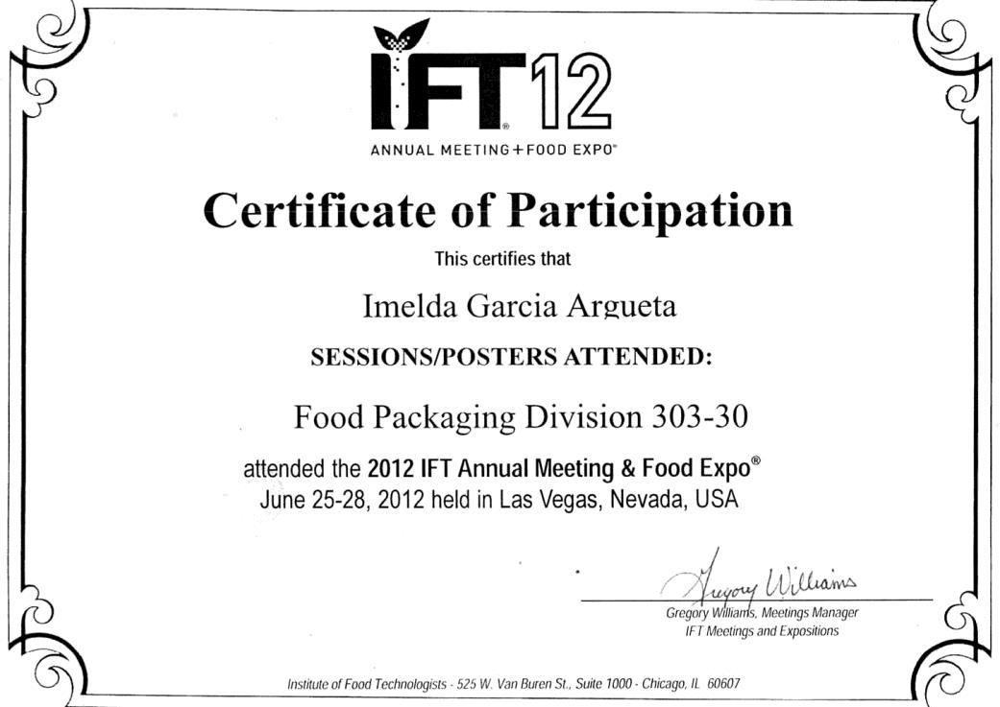 IFT® 12
ANNUAL MEETING+FOOD EXPO®
Certificate of Participation
This certifies that
Imelda Garcia Argueta
SESSIONS/POSTERS ATTENDED:
Food Packaging Division 303-30
attended the 2012 IFT Annual Meeting & Food Expo®
June 25-28, 2012 held in Las Vegas, Nevada, USA
Gregory Williams
Gregory Williams, Meetings Manager
IFT Meetings and Expositions
Institute of Food Technologists - 525 W. Van Buren St., Suite 1000 - Chicago, IL 60607